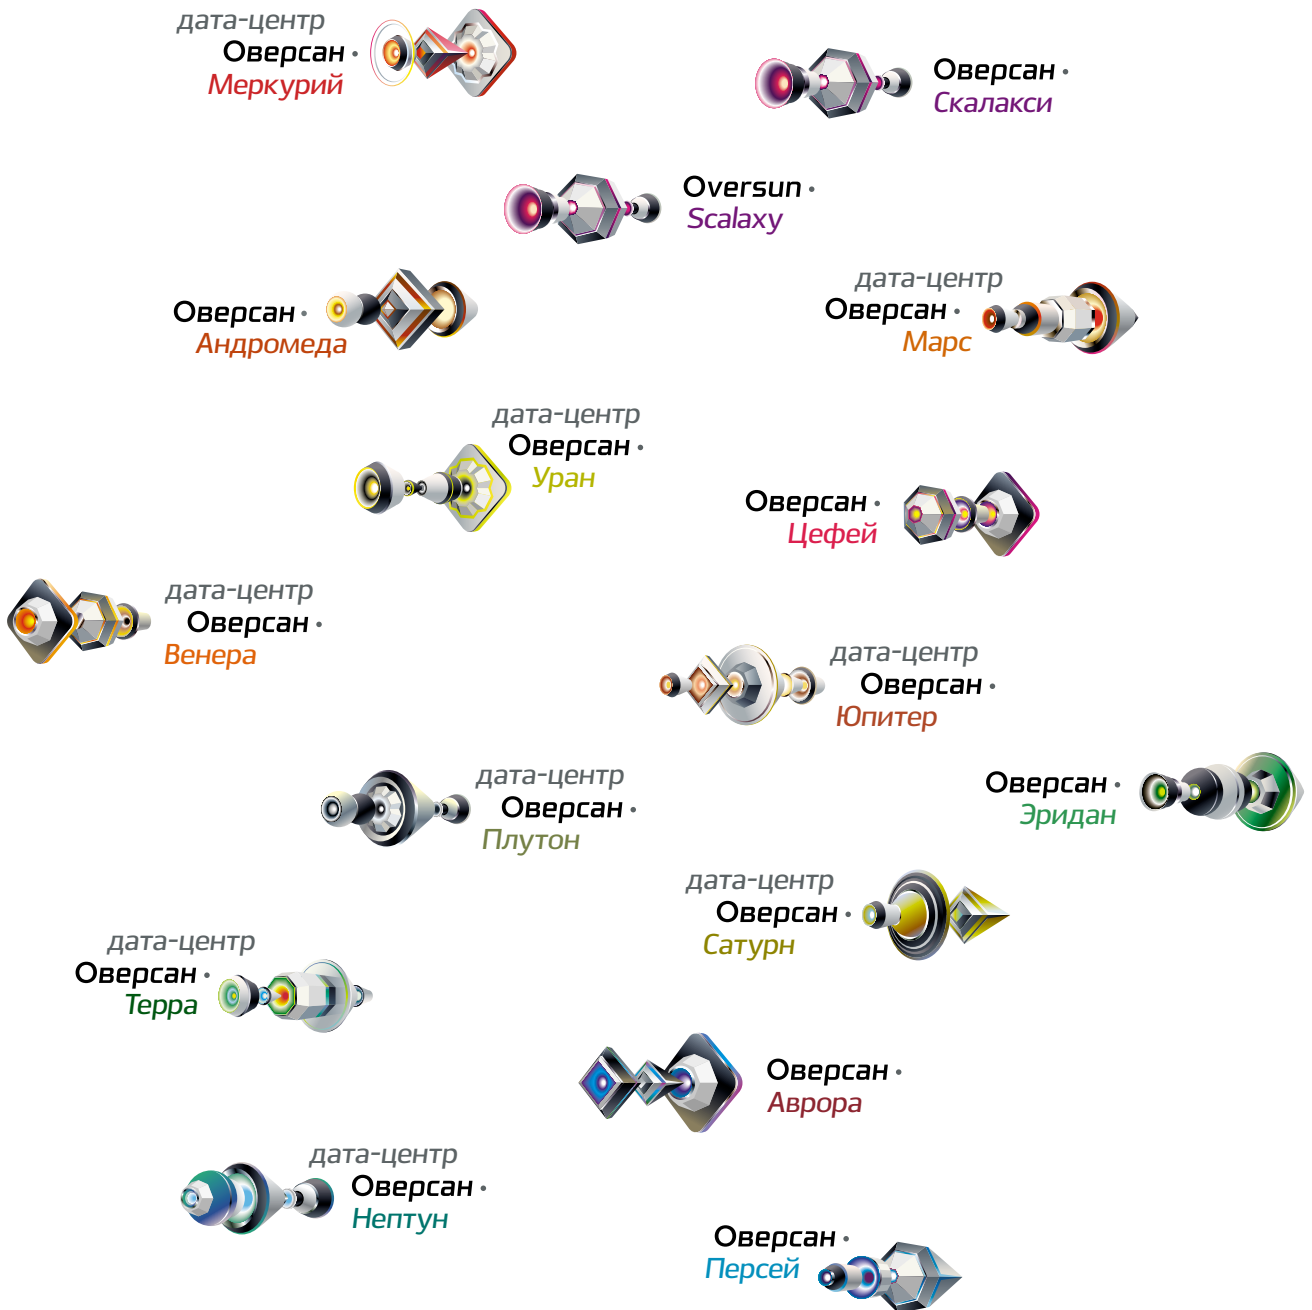 дата-центр
Оверсан •
Меркурий
Оверсан •
Скалакси
Oversun •
Scalaxy
Оверсан •
Андромеда
дата-центр
Оверсан •
Марс
дата-центр
Оверсан •
Уран
Оверсан •
Цефей
дата-центр
Оверсан •
Венера
дата-центр
Оверсан •
Юпитер
дата-центр
Оверсан •
Плутон
Оверсан •
Эридан
дата-центр
Оверсан •
Сатурн
дата-центр
Оверсан •
Терра
Оверсан •
Аврора
дата-центр
Оверсан •
Нептун
Оверсан •
Персей